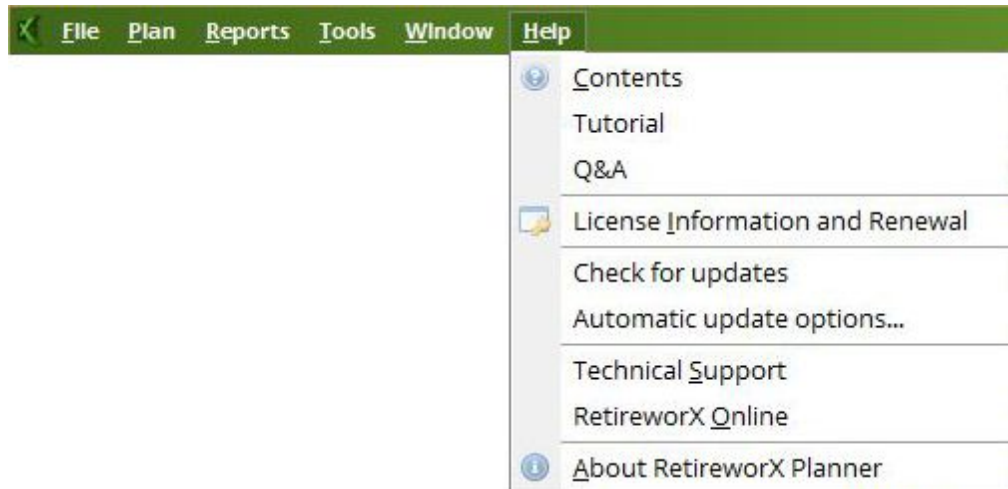 File Plan Reports Tools Window Help
Contents
Tutorial
Q&A
License Information and Renewal
Check for updates
Automatic update options...
Technical Support
RetireworX Online
About RetireworX Planner